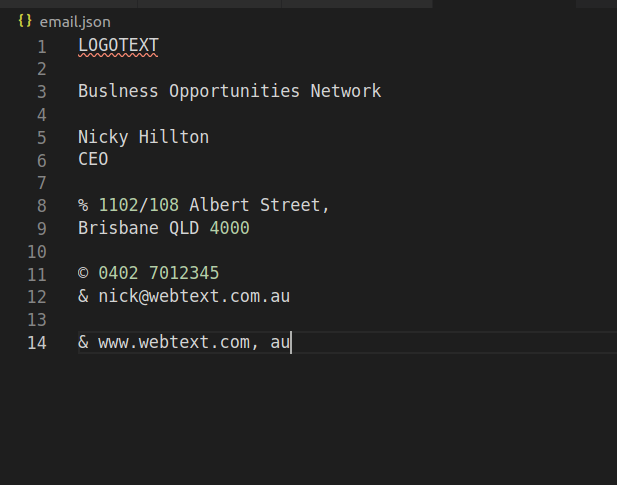 {} email.json
1 LOGOTEXT
2
3 Buslness Opportunities Network
4
5 Nicky Hillton
6 CEO
7
8 % 1102/108 Albert Street,
9 Brisbane QLD 4000
10
11 © 0402 7012345
12 & nick@webtext.com.au
13
14 & www.webtext.com, au